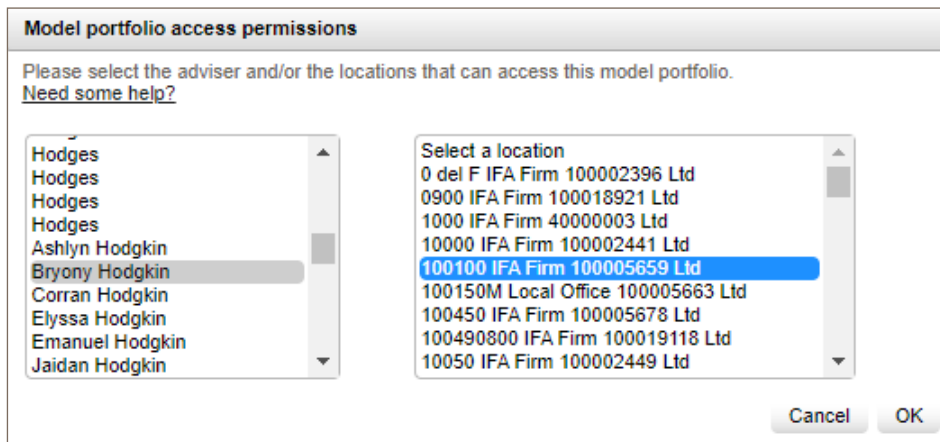 Model portfolio access permissions
Please select the adviser and/or the locations that can access this model portfolio.
Need some help?
Hodges
Hodges
Hodges
Hodges
Ashlyn Hodgkin
Bryony Hodgkin
Corran Hodgkin
Elyssa Hodgkin
Emanuel Hodgkin
Jaidan Hodgkin
Select a location
0 del F IFA Firm 100002396 Ltd
0900 IFA Firm 100018921 Ltd
1000 IFA Firm 40000003 Ltd
10000 IFA Firm 100002441 Ltd
100100 IFA Firm 100005659 Ltd
100150M Local Office 100005663 Ltd
100450 IFA Firm 100005678 Ltd
100490800 IFA Firm 100019118 Ltd
10050 IFA Firm 100002449 Ltd
Cancel OK